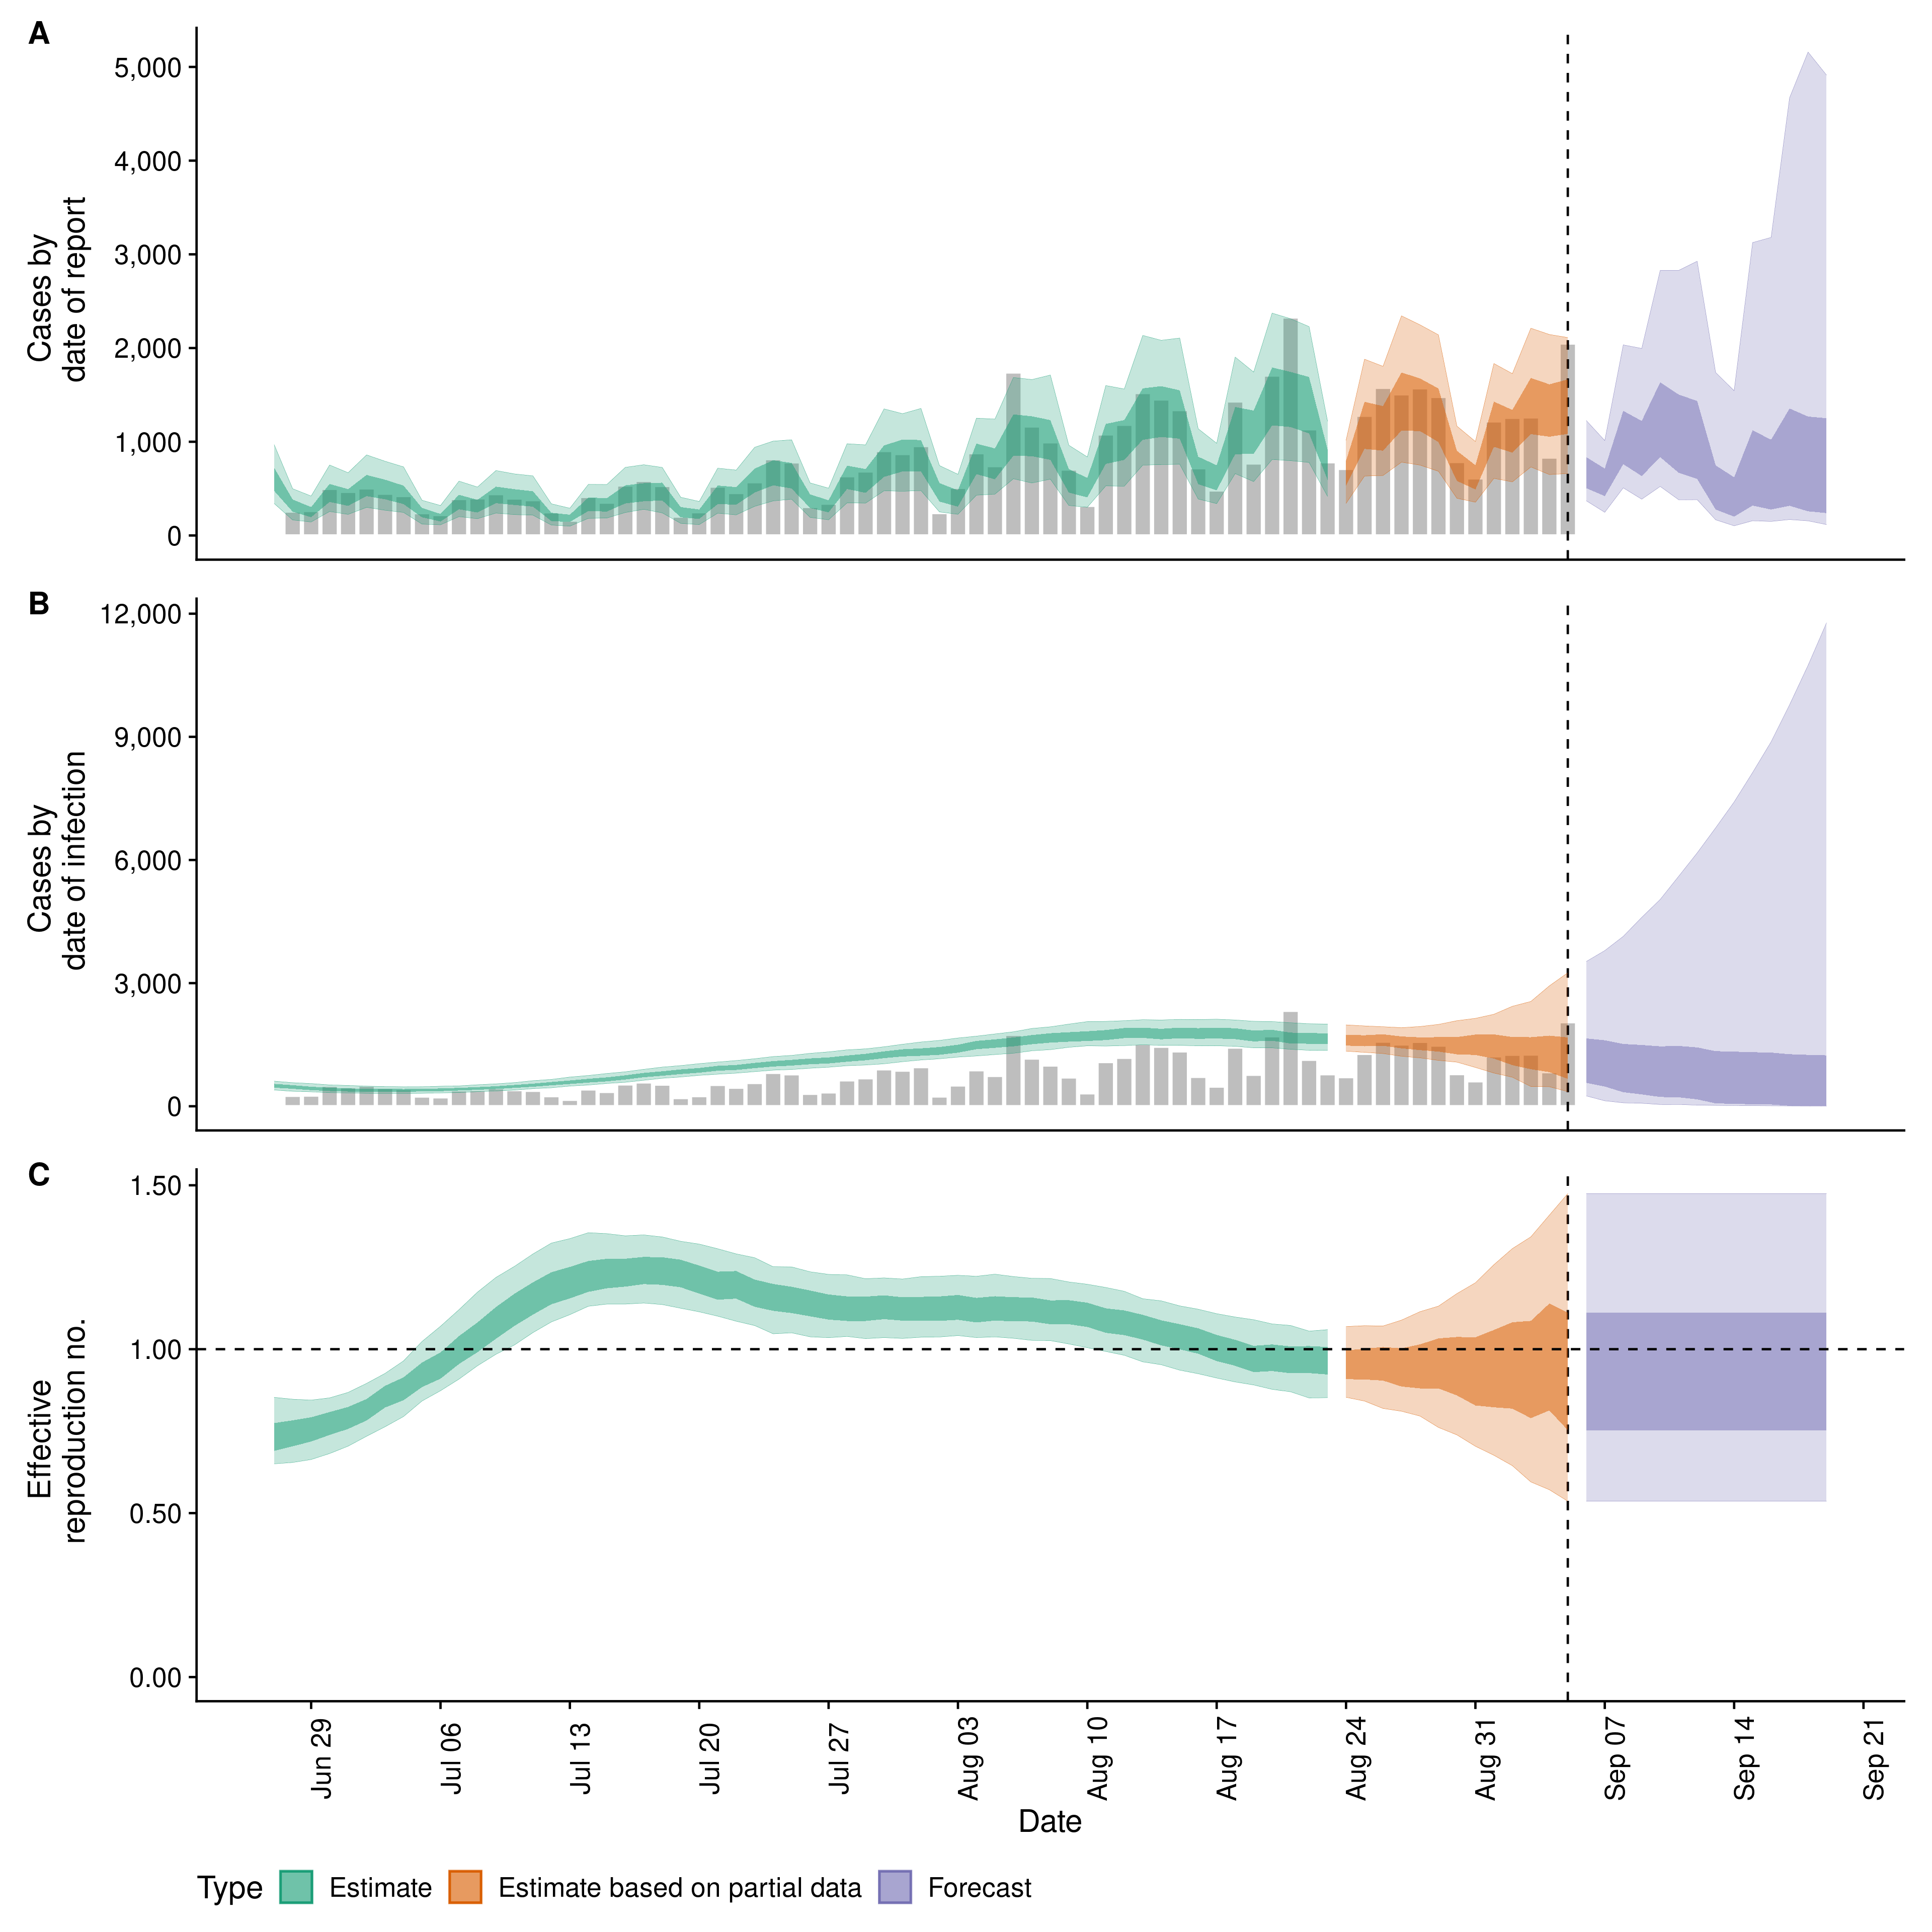 A
5,000
4,000
3,000
2,000
1,000
0
Cases by
date of report
B
12,000
9,000
6,000
3,000
0
Cases by
date of infection
C
1.50
1.00
0.50
0.00
Effective
reproduction no.
Jun 29
Jul 06
Jul 13
Jul 20
Jul 27
Aug 03
Aug 10
Aug 17
Aug 24
Aug 31
Sep 07
Sep 14
Sep 21
Date
Type Estimate Estimate based on partial data Forecast